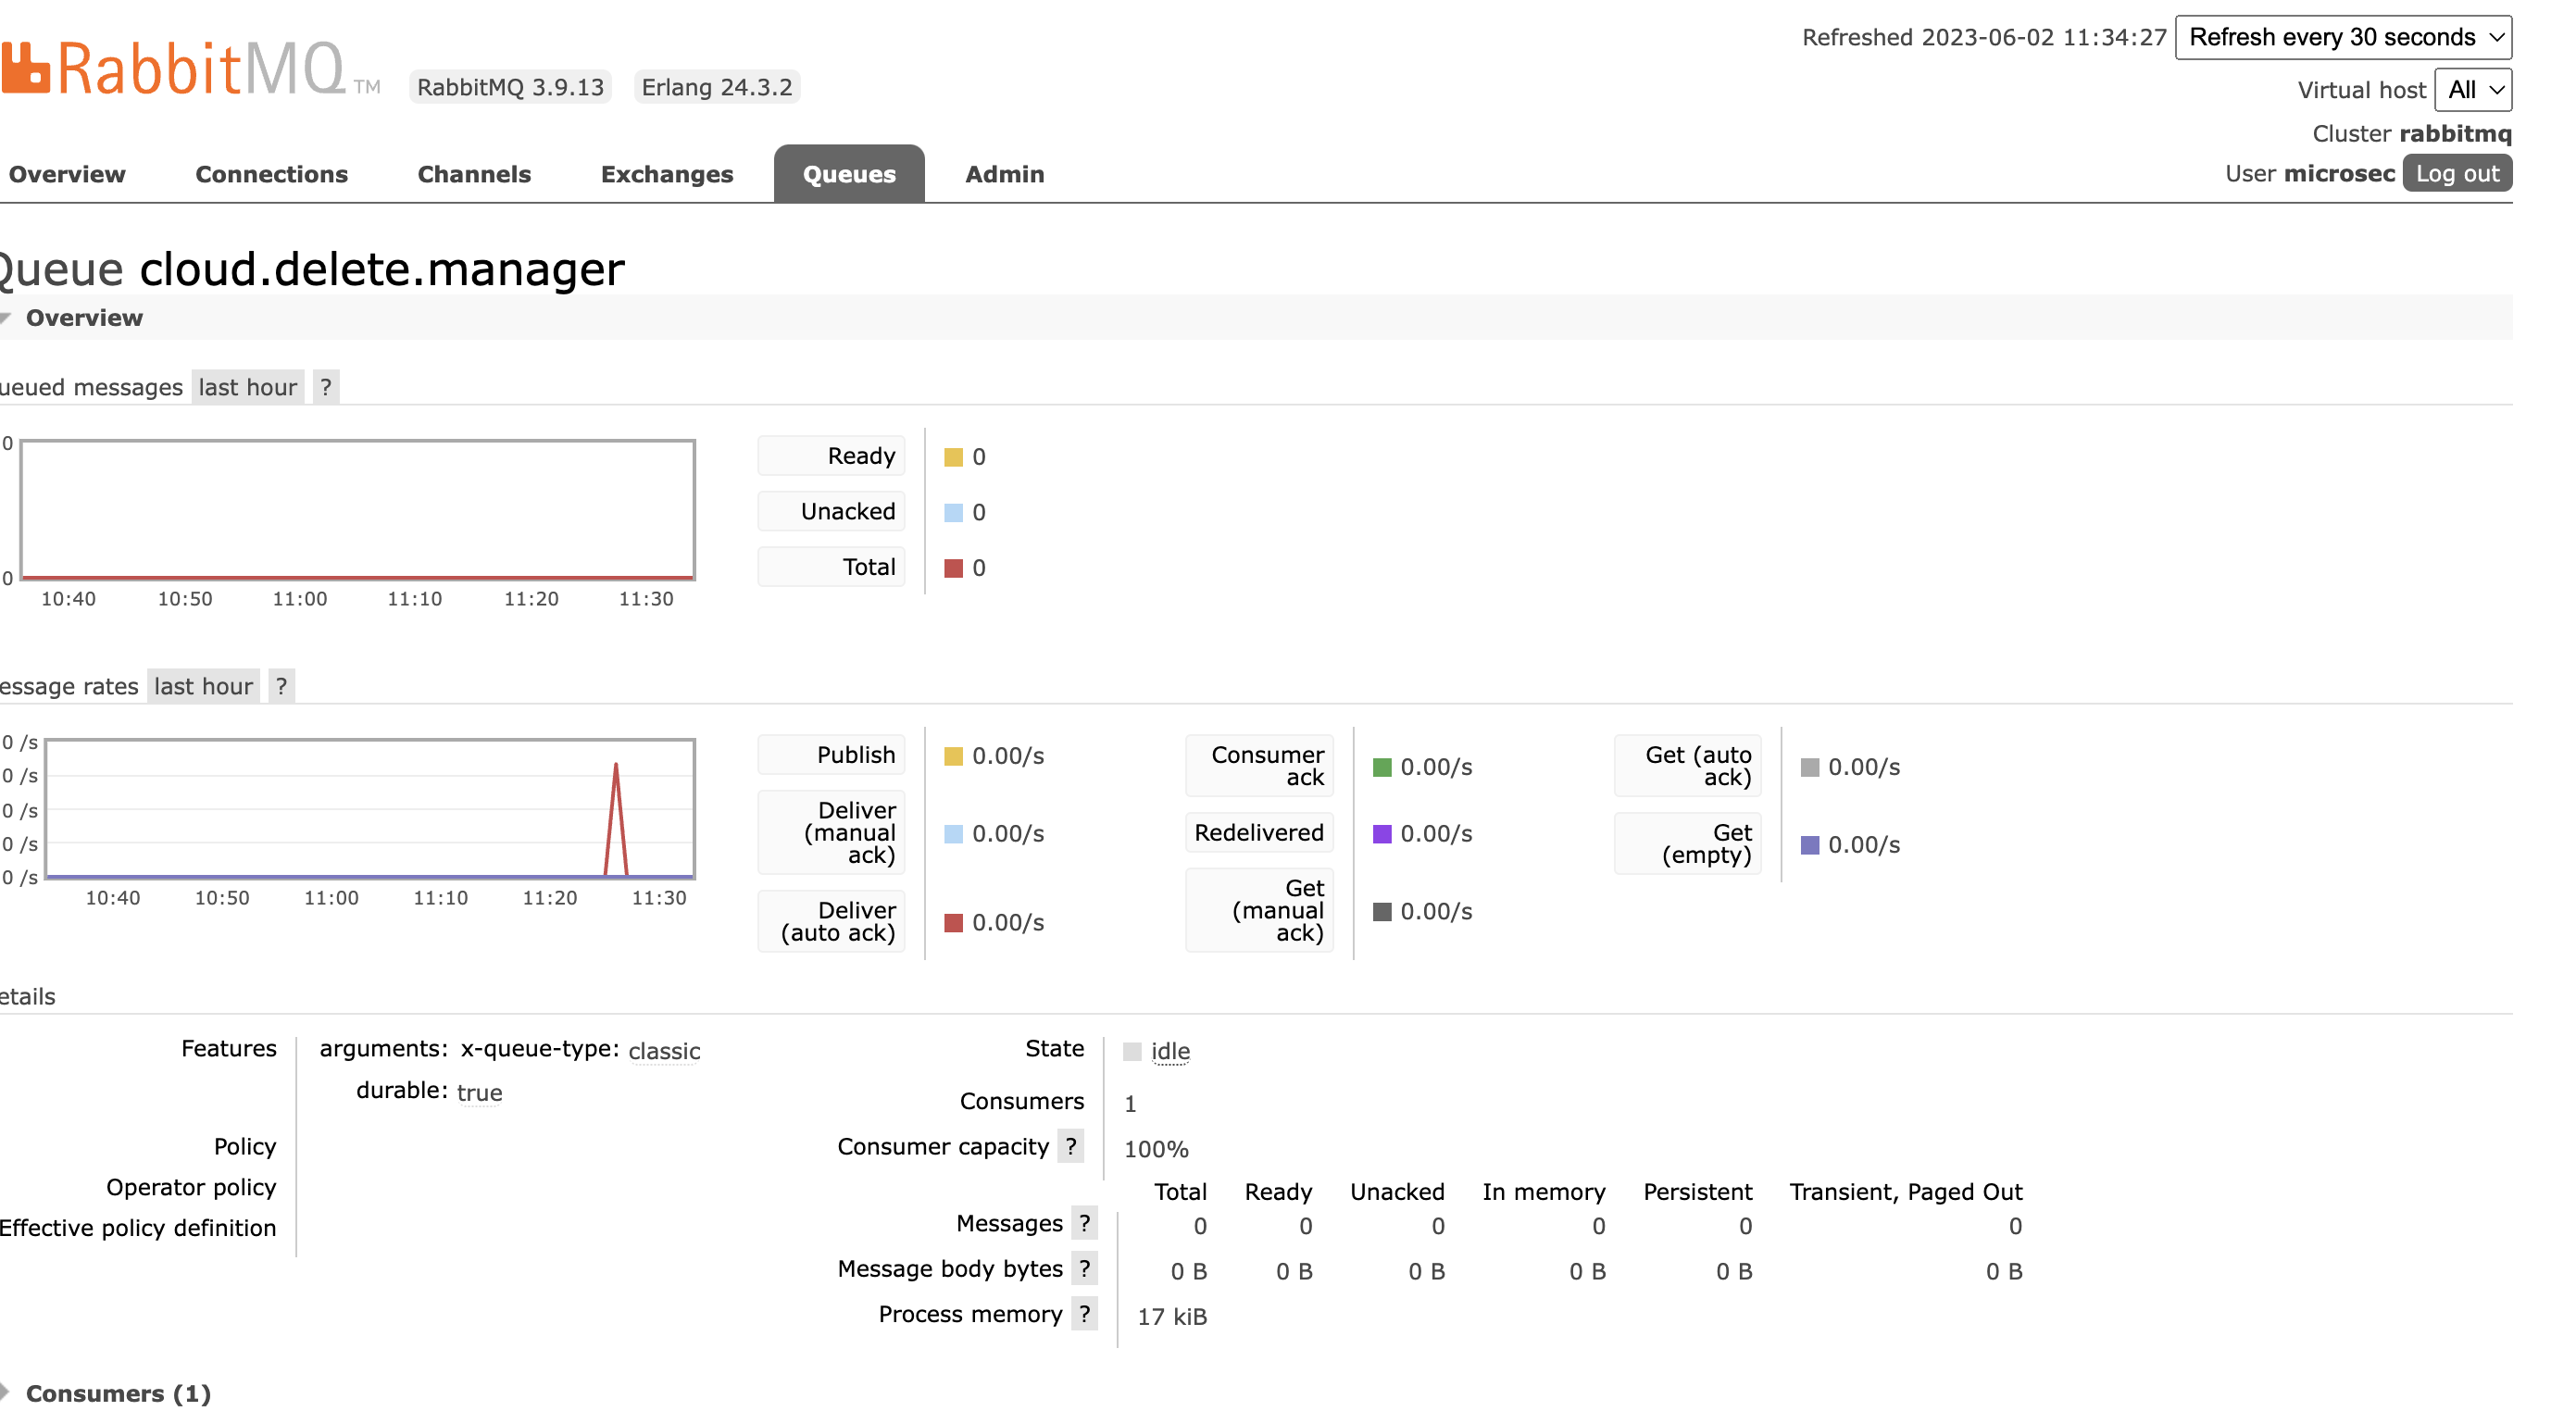 Refreshed 2023-06-02 11:34:27 Refresh every 30 seconds
RabbitMQ TM RabbitMQ 3.9.13 Erlang 24.3.2
Virtual host All
Cluster rabbitmq
User microsec Log out
Overview Connections Channels Exchanges Queues Admin
Queue cloud.delete.manager
Overview
ueued messages last hour ?
0
0
10:40 10:50 11:00 11:10 11:20 11:30
Ready 0
Unacked 0
Total 0
essage rates last hour ?
0 /s
0 /s
0 /s
0 /s
0 /s
10:40 10:50 11:00 11:10 11:20 11:30
Publish 0.00/s
Deliver
(manual
ack) 0.00/s
Deliver
(auto ack) 0.00/s
Consumer
ack 0.00/s
Redelivered 0.00/s
Get
(manual
ack) 0.00/s
Get (auto
ack) 0.00/s
Get
(empty) 0.00/s
etails
Features arguments: x-queue-type: classic
durable: true
Policy
Operator policy
Effective policy definition
State idle
Consumers 1
Consumer capacity ? 100%
Total Ready Unacked In memory Persistent Transient, Paged Out
Messages ? 0 0 0 0 0 0
Message body bytes ? 0 B 0 B 0 B 0 B 0 B 0 B
Process memory ? 17 kiB
Consumers (1)